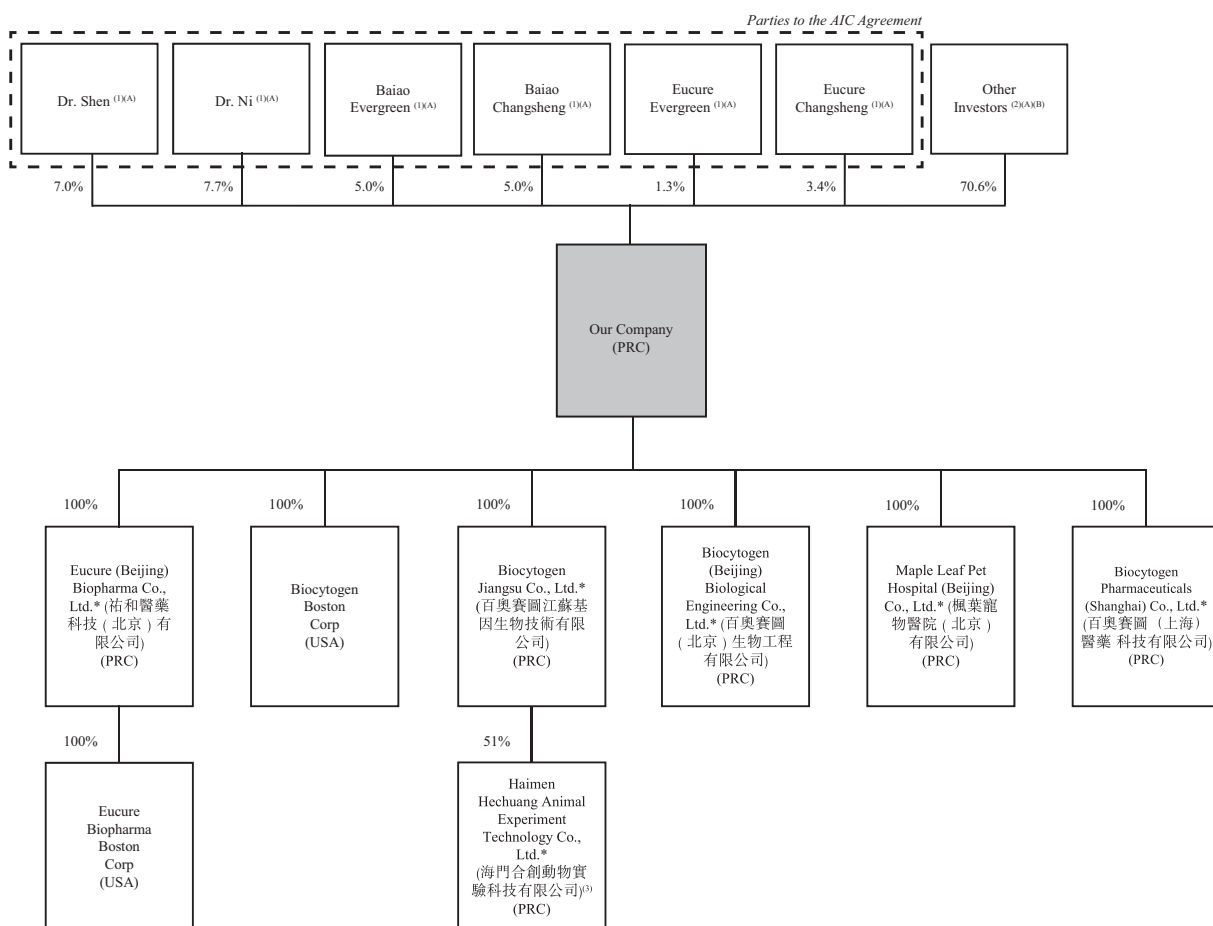 Parties to the AIC Agreement
Dr. Shen (1)(A)
Dr. Ni (1)(A)
Baiao
Evergreen (1)(A)
Baiao
Changsheng (1)(A)
Eucure
Evergreen (1)(A)
Eucure
Changsheng (1)(A)
Other
Investors (2)(A)(B)
7.0%
7.7%
5.0%
5.0%
1.3%
3.4%
70.6%
Our Company
(PRC)
100%
100%
100%
100%
100%
100%
Eucure (Beijing)
Biopharma Co.,
Ltd.* (祐和醫藥
科技 ( 北京 ) 有
限公司)
(PRC)
Biocytogen
Boston
Corp
(USA)
Biocytogen
Jiangsu Co., Ltd.*
(百奧賽圖江蘇基
因生物技術有限
公司)
(PRC)
Biocytogen
(Beijing)
Biological
Engineering Co.,
Ltd.* (百奧賽圖
( 北京 ) 生物工程
有限公司)
(PRC)
Maple Leaf Pet
Hospital (Beijing)
Co., Ltd.* (楓葉寵
物醫院 ( 北京 )
有限公司)
(PRC)
Biocytogen
Pharmaceuticals
(Shanghai) Co., Ltd.*
(百奧賽圖（上海）
醫藥 科技有限公司)
(PRC)
100%
51%
Eucure
Biopharma
Boston
Corp
(USA)
Haimen
Hechuang Animal
Experiment
Technology Co.,
Ltd.*
(海門合創動物實
驗科技有限公司)(3)
(PRC)